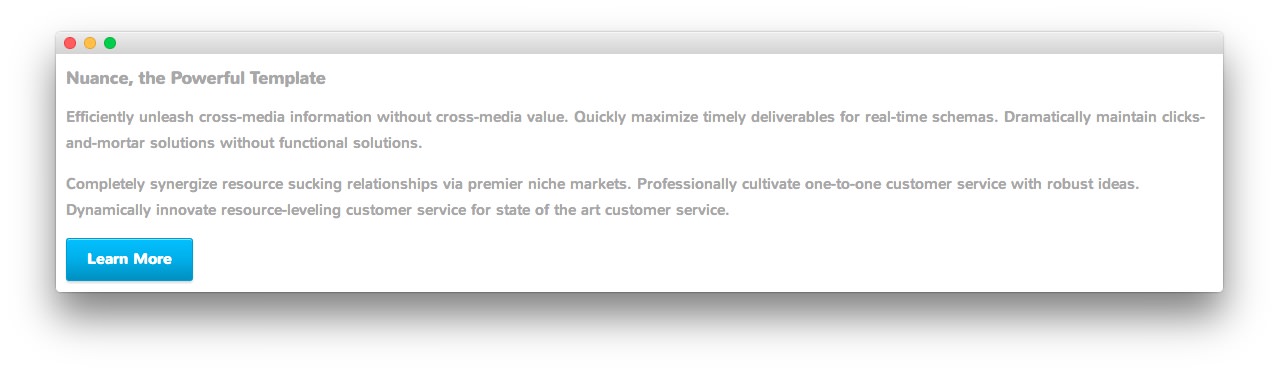 Nuance, the Powerful Template
Efficiently unleash cross-media information without cross-media value. Quickly maximize timely deliverables for real-time schemas. Dramatically maintain clicks-
and-mortar solutions without functional solutions.
Completely synergize resource sucking relationships via premier niche markets. Professionally cultivate one-to-one customer service with robust ideas.
Dynamically innovate resource-leveling customer service for state of the art customer service.
Learn More